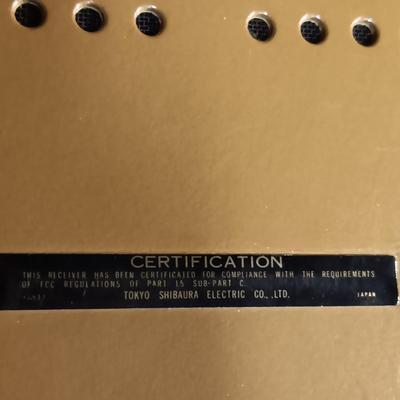 CERTIFICATION
THIS RECEIVER HAS BEEN CERTIFICATED FOR COMPLIANCE WITH THE REQUIREMENTS
OF FCC REGULATIONS OF PART 15 SUB-PART C.
TOKYO SHIBAURA ELECTRIC CO., LTD. JAPAN